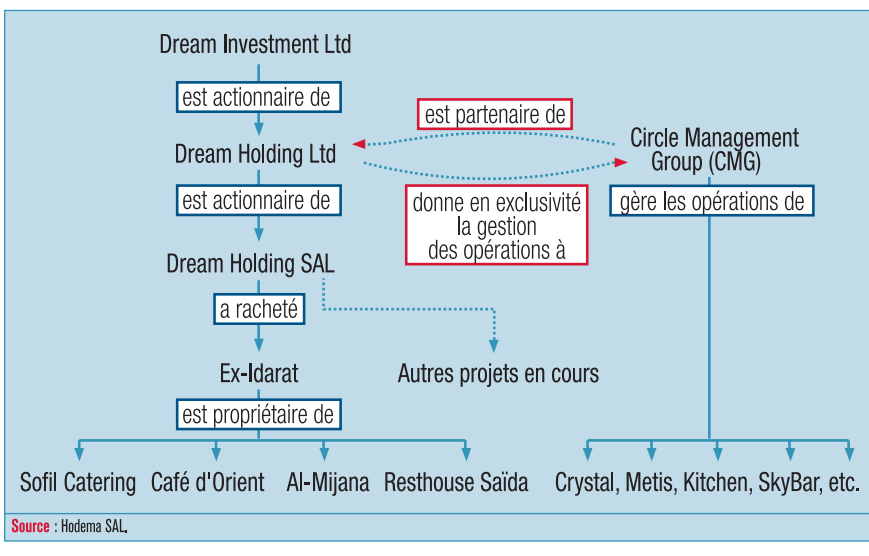 Dream Investment Ltd
est actionnaire de
Dream Holding Ltd
est actionnaire de
Dream Holding SAL
a racheté
Ex-Idarat
est propriétaire de
Sofil Catering
Café d'Orient
Al-Mijana
Resthouse Saïda
Autres projets en cours
est partenaire de
donne en exclusivité
la gestion
des opérations à
Circle Management
Group (CMG)
gère les opérations de
Crystal, Metis, Kitchen, SkyBar, etc.
Source : Hodema SAL.